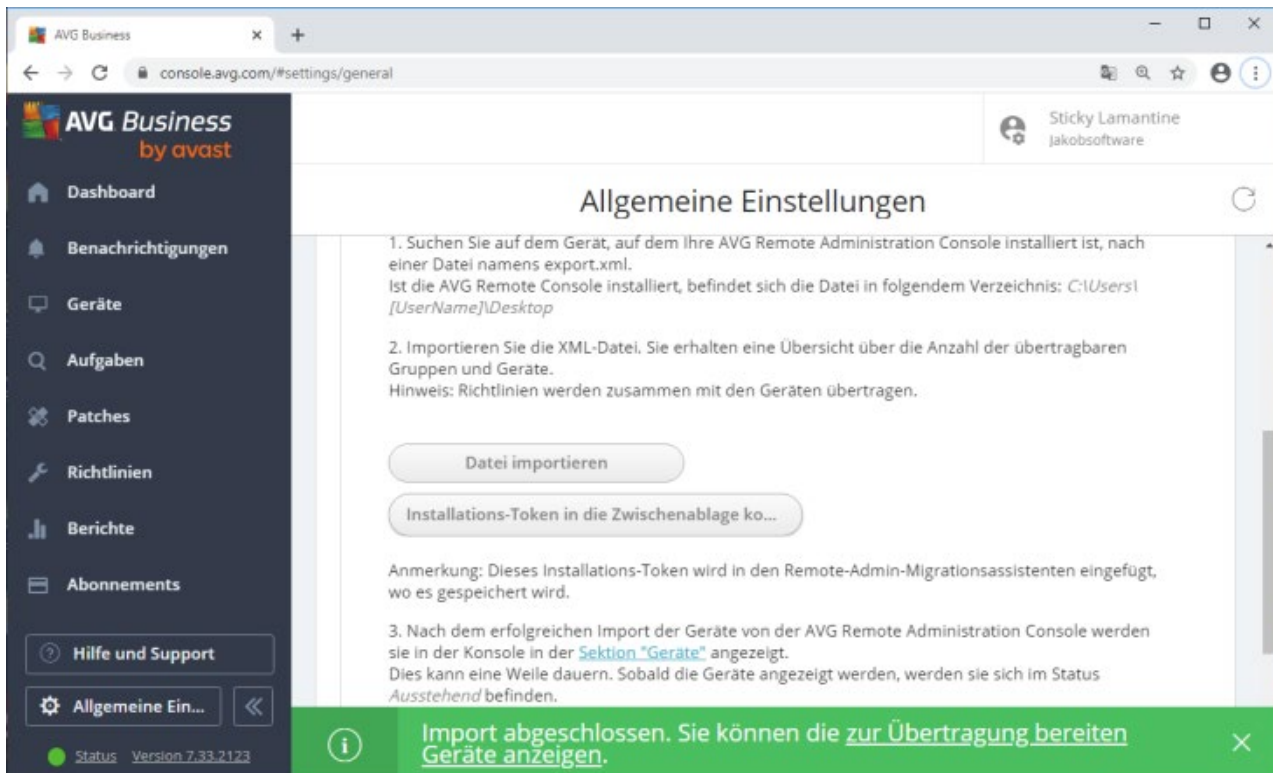 AVG Business
console.avg.com/#settings/general
AVG Business
by avast
Sticky Lamantine
Jakobsoftware
Dashboard
Benachrichtigungen
Geräte
Aufgaben
Patches
Richtlinien
Berichte
Abonnements
Hilfe und Support
Allgemeine Ein...
Status Version 7.33.2123
Allgemeine Einstellungen
1. Suchen Sie auf dem Gerät, auf dem Ihre AVG Remote Administration Console installiert ist, nach
einer Datei namens export.xml.
Ist die AVG Remote Console installiert, befindet sich die Datei in folgendem Verzeichnis: C:\Users\
[UserName]\Desktop
2. Importieren Sie die XML-Datei. Sie erhalten eine Übersicht über die Anzahl der übertragbaren
Gruppen und Geräte.
Hinweis: Richtlinien werden zusammen mit den Geräten übertragen.
Datei importieren
Installations-Token in die Zwischenablage ko...
Anmerkung: Dieses Installations-Token wird in den Remote-Admin-Migrationsassistenten eingefügt,
wo es gespeichert wird.
3. Nach dem erfolgreichen Import der Geräte von der AVG Remote Administration Console werden
sie in der Konsole in der Sektion "Geräte" angezeigt.
Dies kann eine Weile dauern. Sobald die Geräte angezeigt werden, werden sie sich im Status
Ausstehend befinden.
Import abgeschlossen. Sie können die zur Übertragung bereiten
Geräte anzeigen.